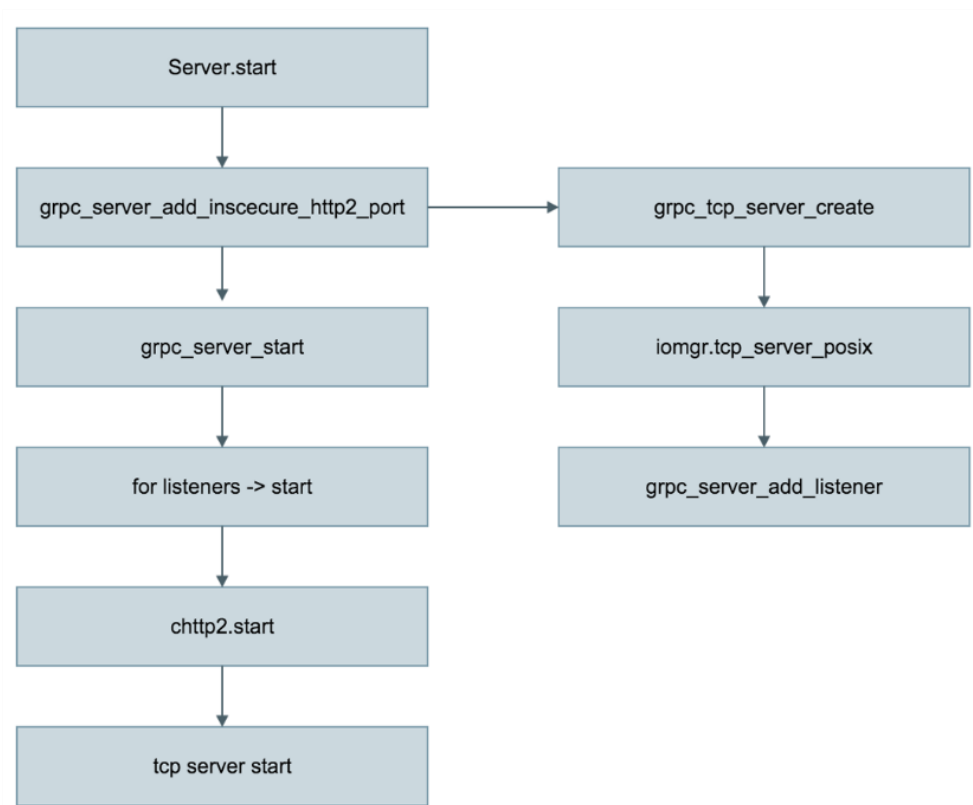 Server.start
grpc_server_add_inscecure_http2_port
grpc_tcp_server_create
grpc_server_start
iomgr.tcp_server_posix
for listeners -> start
grpc_server_add_listener
chttp2.start
tcp server start